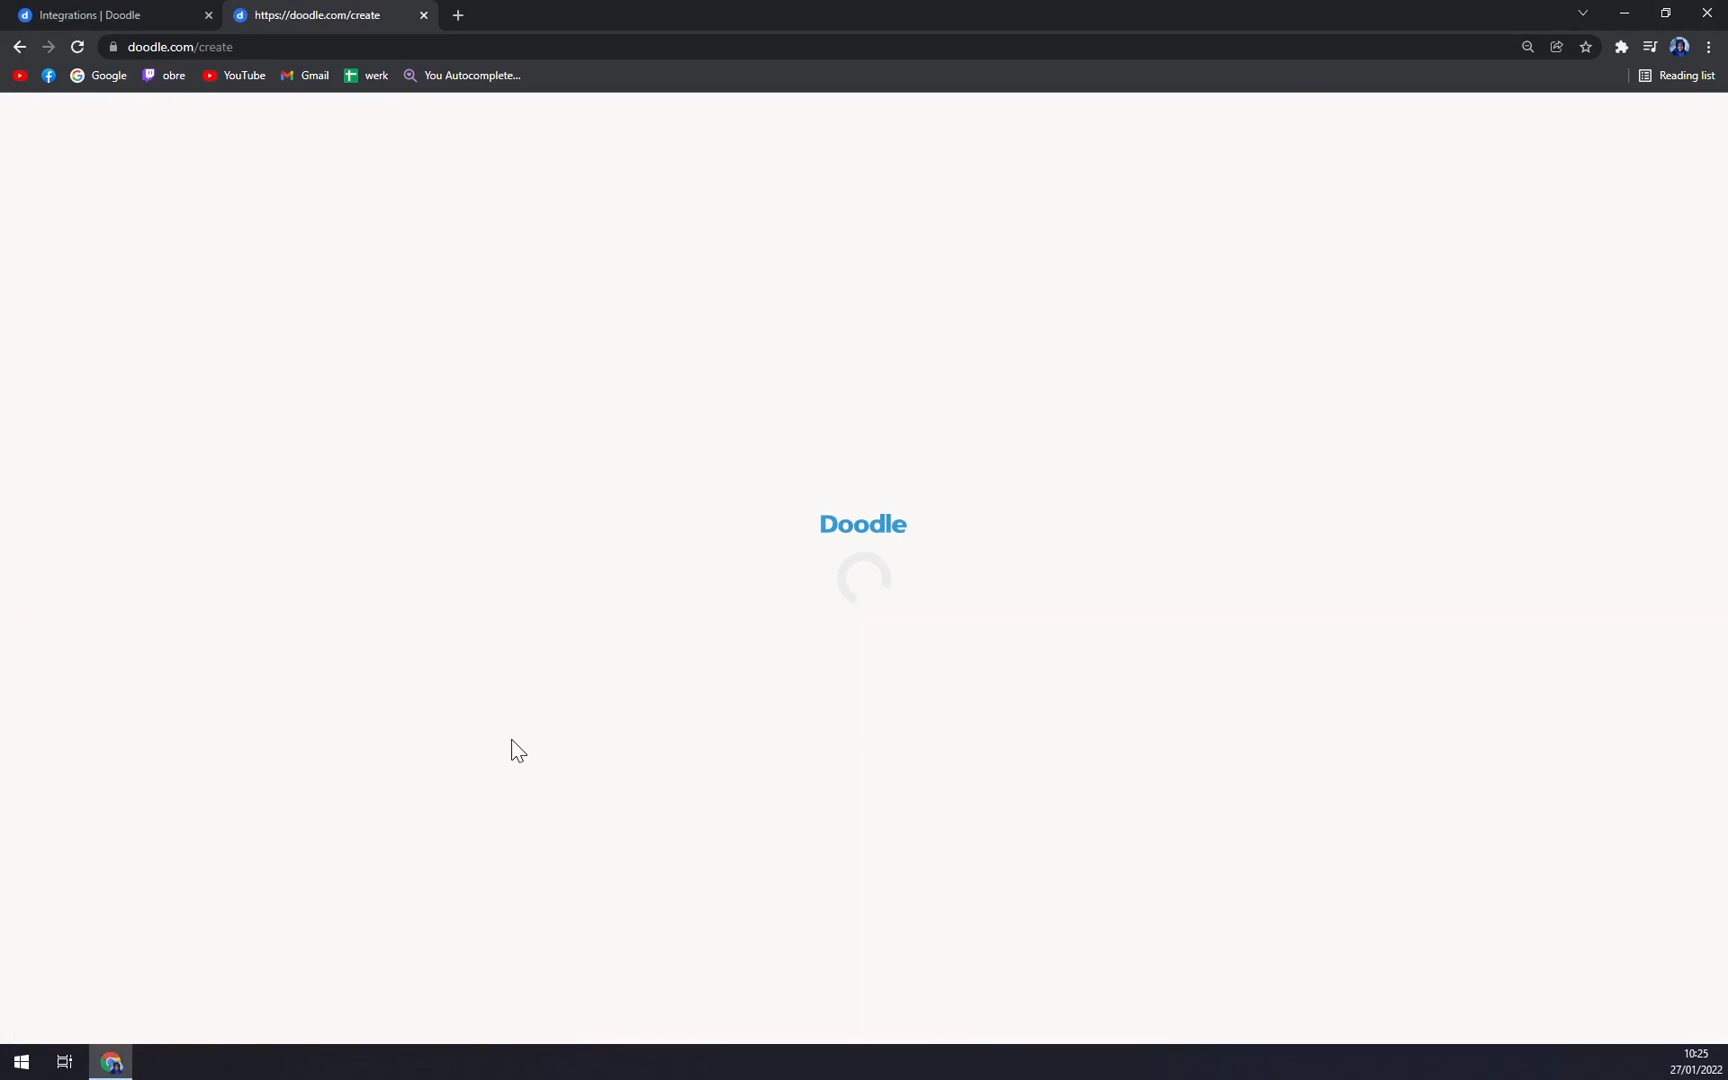 Integrations | Doodle
https://doodle.com/create
doodle.com/create
Google
obre
YouTube
Gmail
werk
You Autocomplete...
Reading list
Doodle
10:25
27/01/2022